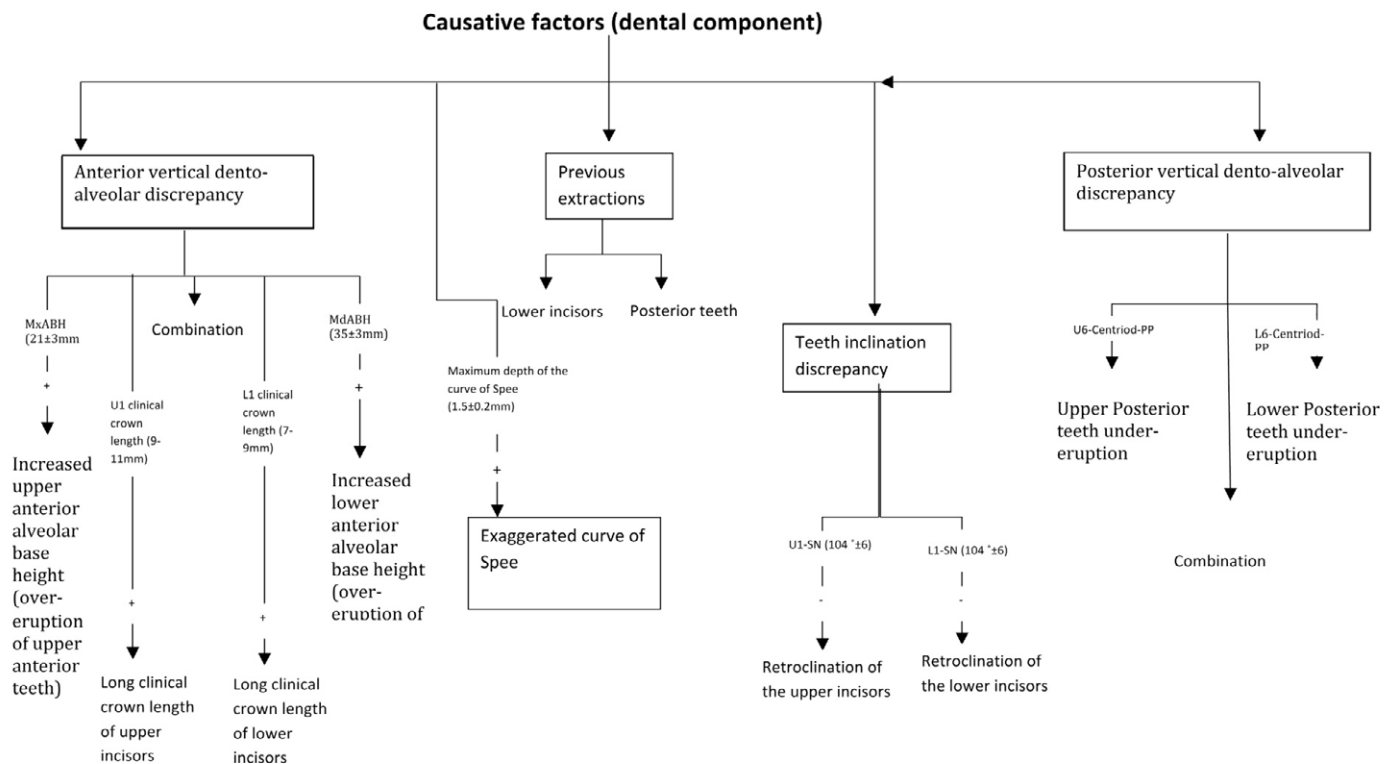 Causative factors (dental component)
Anterior vertical dento-
alveolar discrepancy
Previous
extractions
Posterior vertical dento-alveolar
discrepancy
Teeth inclination
discrepancy
MxABH
(21±3mm
+
Increased
upper
anterior
alveolar
base
height
(over-
eruption
of upper
anterior
teeth)
U1 clinical
crown
length (9-
11mm)
+
Long clinical
crown length
of upper
incisors
Combination
L1 clinical
crown
length (7-
9mm)
+
Long clinical
crown length
of lower
incisors
MdABH
(35±3mm)
+
Increased
lower
anterior
alveolar
base height
(over-
eruption of
Maximum depth of the
curve of Spee
(1.5±0.2mm)
+
Exaggerated curve of
Spee
Lower incisors
Posterior teeth
U1-SN (104 °±6)
-
Retroclination of
the upper incisors
L1-SN (104 °±6)
-
Retroclination of
the lower incisors
U6-Centriod-PP
Upper Posterior
teeth under-
eruption
L6-Centriod-
PP
Lower Posterior
teeth under-
eruption
Combination